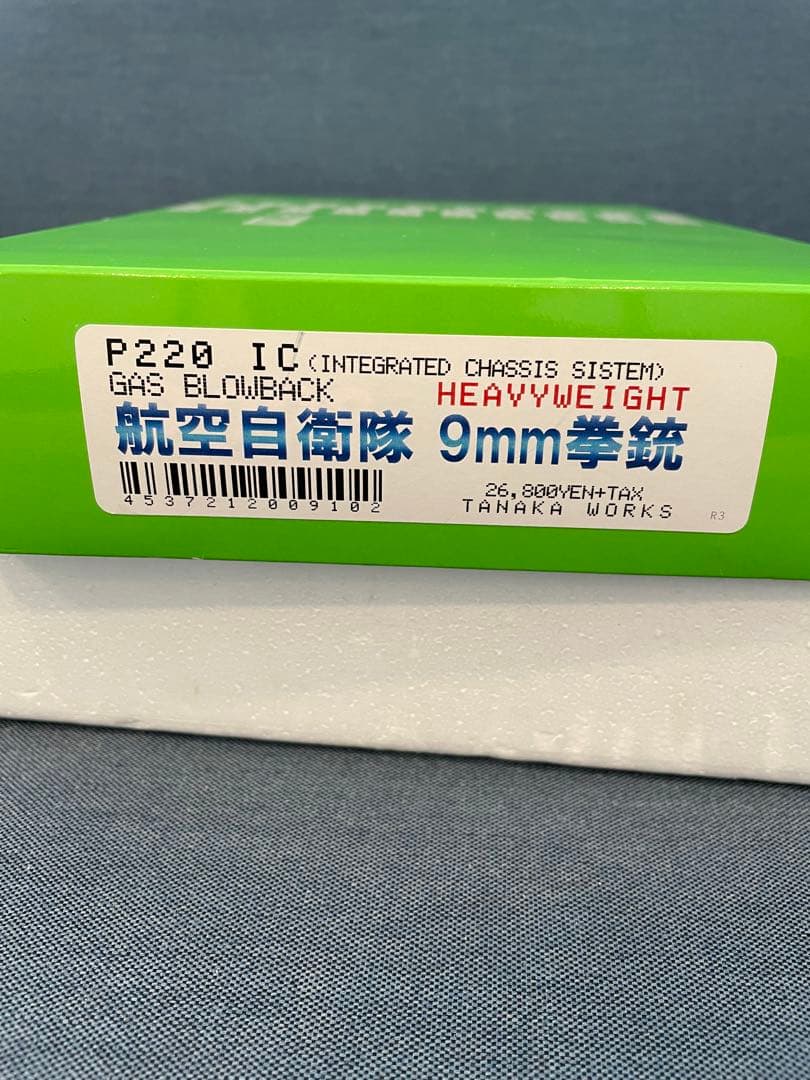 P220 IC (INTEGRATED CHASSIS SISTEM)
GAS BLOWBACK HEAVYWEIGHT
航空自衛隊 9mm拳銃
4537212009102
26,800YEN+TAX
TANAKA WORKS R3